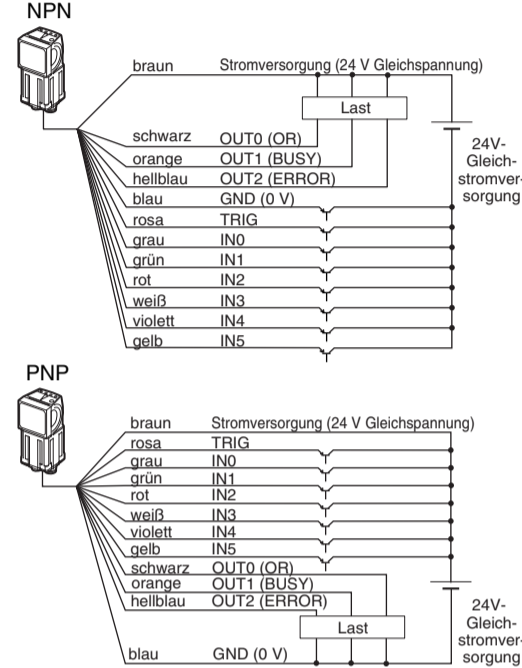 NPN
braun Stromversorgung (24 V Gleichspannung)
Last
schwarz OUT0 (OR)
orange OUT1 (BUSY)
hellblau OUT2 (ERROR)
blau GND (0 V)
rosa TRIG
grau IN0
grün IN1
rot IN2
weiß IN3
violett IN4
gelb IN5
24V-
Gleich-
stromver-
sorgung
PNP
braun Stromversorgung (24 V Gleichspannung)
rosa TRIG
grau IN0
grün IN1
rot IN2
weiß IN3
violett IN4
gelb IN5
schwarz OUT0 (OR)
orange OUT1 (BUSY)
hellblau OUT2 (ERROR)
Last
blau GND (0 V)
24V-
Gleich-
stromver-
sorgung